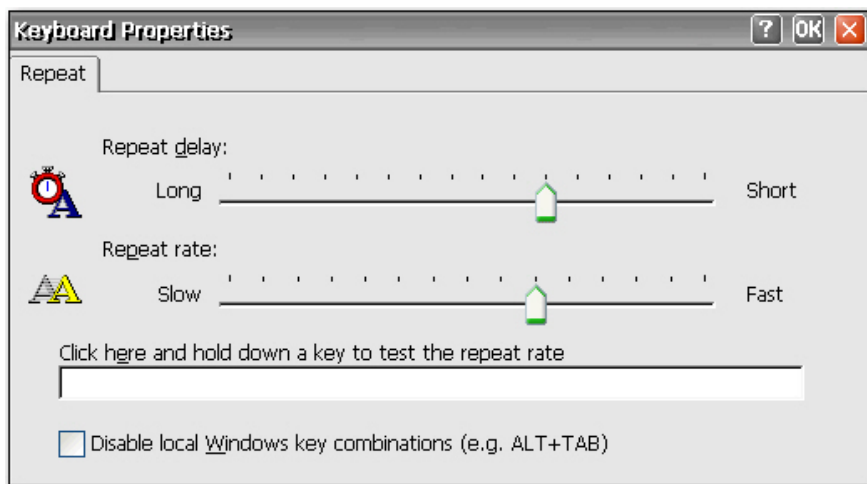 Keyboard Properties ? OK ×
Repeat
Repeat delay:
Long Short
Repeat rate:
AA Slow Fast
Click here and hold down a key to test the repeat rate
Disable local Windows key combinations (e.g. ALT+TAB)